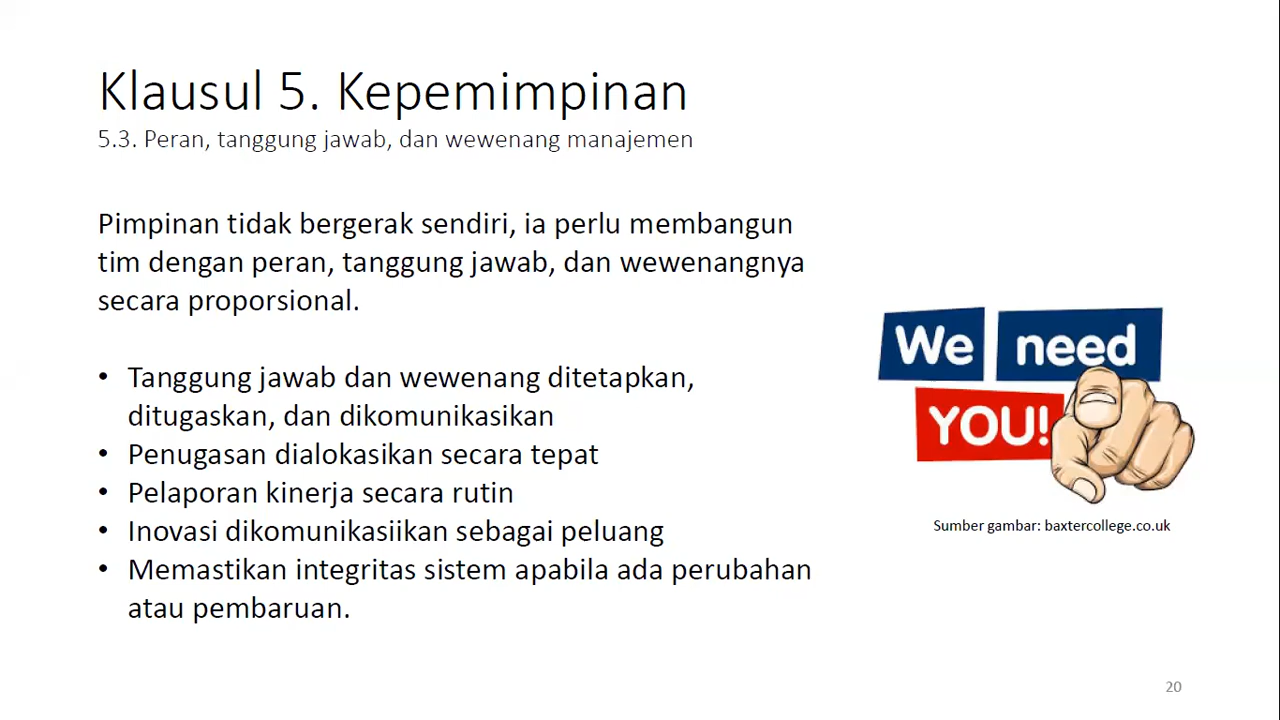 Klausul 5. Kepemimpinan
5.3. Peran, tanggung jawab, dan wewenang manajemen
Pimpinan tidak bergerak sendiri, ia perlu membangun
tim dengan peran, tanggung jawab, dan wewenangnya
secara proporsional.
• Tanggung jawab dan wewenang ditetapkan,
ditugaskan, dan dikomunikasikan
• Penugasan dialokasikan secara tepat
• Pelaporan kinerja secara rutin
• Inovasi dikomunikasiikan sebagai peluang
• Memastikan integritas sistem apabila ada perubahan
atau pembaruan.
We need
YOU!
Sumber gambar: baxtercollege.co.uk
20